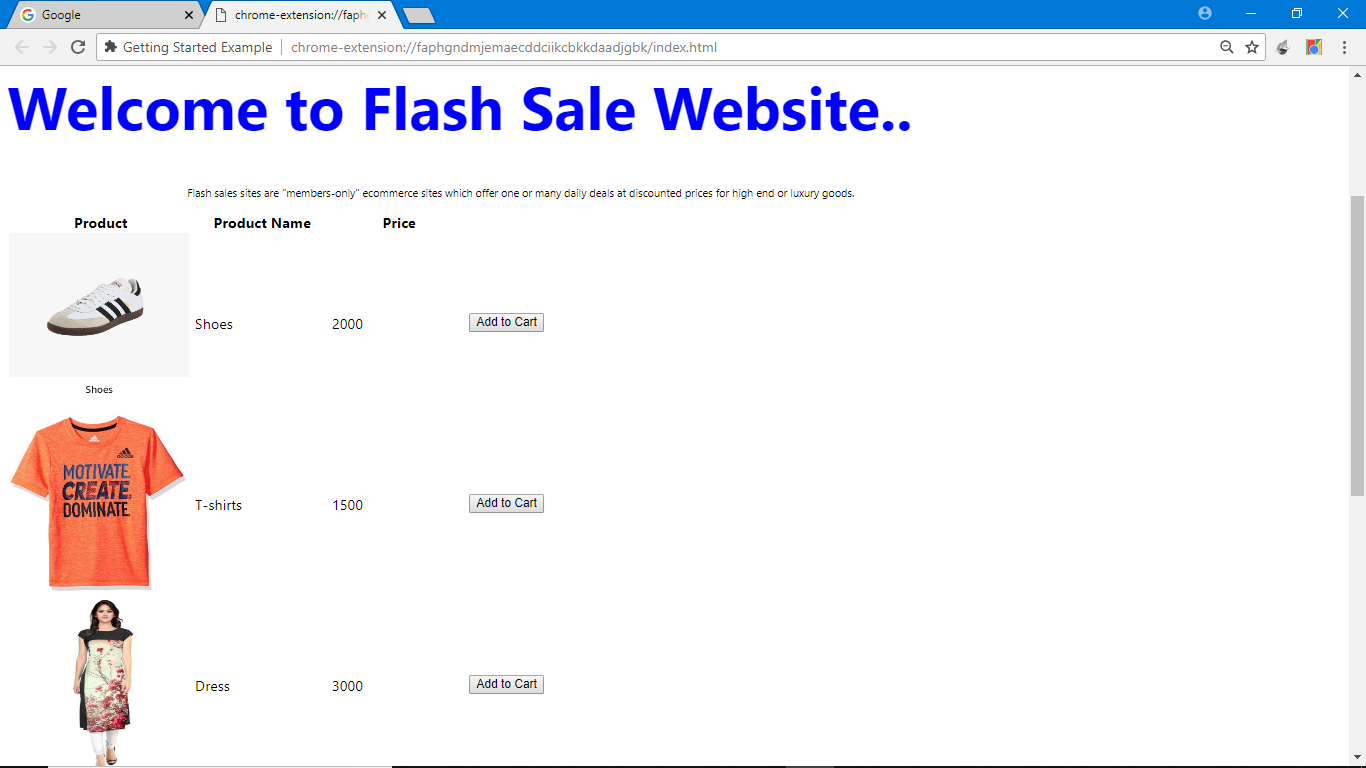 Google
chrome-extension://faphg
Getting Started Example
chrome-extension://faphgndmjemaecddciikcbkkdaadjgbk/index.html
Welcome to Flash Sale Website..
Flash sales sites are "members-only" ecommerce sites which offer one or many daily deals at discounted prices for high end or luxury goods.
Product Product Name Price
Shoes 2000 Add to Cart
Shoes
adidas
MOTIVATE.
CREATE.
DOMINATE.
T-shirts 1500 Add to Cart
Dress 3000 Add to Cart